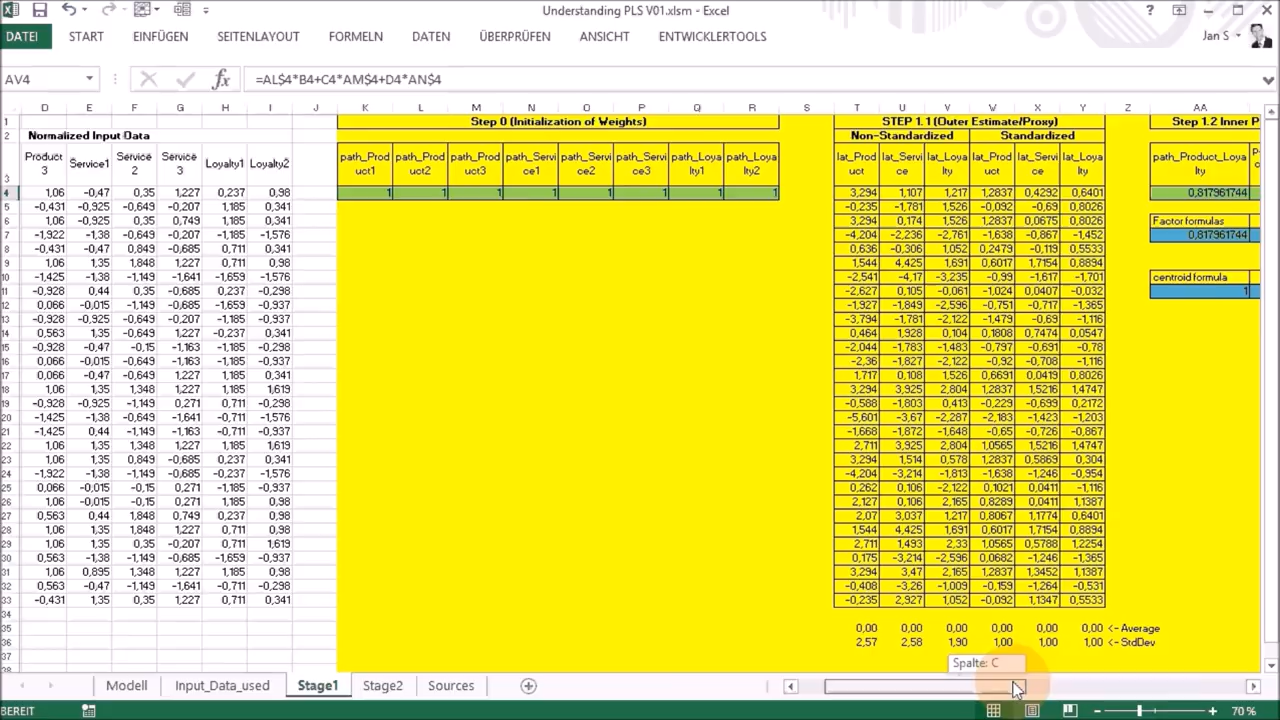 Understanding PLS V01.xlsm - Excel
DATEI START EINFÜGEN SEITENLAYOUT FORMELN DATEN ÜBERPRÜFEN ANSICHT ENTWICKLERTOOLS Jan S
AV4 =AL$4*B4+C4*AM$4+D4*AN$4
D E F G H I J K L M N O P Q R S T U V W X Y Z AA
1 Step 0 (Initialization of Weights) STEP 1.1 (Outer Estimate/Proxy) Step 1.2 Inner P
2 Normalized Input Data Non-Standardized Standardized
3 Product 3 Service1 Service 2 Service 3 Loyalty1 Loyalty2 path_Product1 path_Product2 path_Product3 path_Service1 path_Service2 path_Service3 path_Loyalty1 path_Loyalty2 lat_Product lat_Service lat_Loyalty lat_Product lat_Service lat_Loyalty path_Product_Loyalty
4 1,06 -0,47 0,35 1,227 0,237 0,98 1 1 1 1 1 1 1 1 3,294 1,107 1,217 1,2837 0,4292 0,6401 0,817961744
5 -0,431 -0,925 -0,649 -0,207 1,185 0,341 -0,235 -1,781 1,526 -0,092 -0,69 0,8026
6 1,06 -0,925 0,35 0,749 1,185 0,341 3,294 0,174 1,526 1,2837 0,0675 0,8026 Factor formulas
7 -1,922 -0,47 -1,149 -0,207 -1,185 -1,576 -4,204 -2,236 -2,761 -1,638 -0,867 -1,452 0,817961744
8 -0,431 -0,47 0,849 -0,685 0,711 0,341 0,636 -0,306 1,052 0,2479 -0,119 0,5533
9 1,06 1,35 1,848 1,227 0,711 0,98 1,544 4,425 1,691 0,6017 1,7154 0,8894
10 -1,425 -1,38 -1,149 -1,641 -1,659 -1,576 -2,541 -4,17 -3,235 -0,99 -1,617 -1,701 centroid formula
11 -0,928 0,44 0,35 -0,685 0,237 -0,298 -2,627 0,105 -0,061 -1,024 0,0407 -0,032 1
12 0,066 -0,015 -1,149 -0,685 -1,659 -0,937 -1,927 -1,849 -2,596 -0,751 -0,717 -1,365
13 -0,928 -0,925 -0,649 -0,207 -1,185 -0,937 -3,794 -1,781 -2,122 -1,479 -0,69 -1,116
14 0,563 1,35 -0,649 1,227 -0,237 0,341 0,464 1,928 0,104 0,1808 0,7474 0,0547
15 -0,928 -0,47 -0,15 -1,163 -1,185 -0,298 -2,044 -1,783 -1,483 -0,797 -0,691 -0,78
16 0,066 -0,015 -0,649 -1,163 -1,185 -0,937 -2,36 -1,827 -2,122 -0,92 -0,708 -1,116
17 0,066 -0,47 -0,649 1,227 1,185 0,341 1,717 0,108 1,526 0,6691 0,0419 0,8026
18 1,06 1,35 1,348 1,227 1,185 1,619 3,294 3,925 2,804 1,2837 1,5216 1,4747
19 -0,928 -0,925 -1,149 0,271 0,711 -0,298 -0,588 -1,803 0,413 -0,229 -0,699 0,2172
20 -1,425 -1,38 -0,649 -1,641 -0,711 -1,576 -5,601 -3,67 -2,287 -2,183 -1,423 -1,203
21 -1,425 0,44 -1,149 -1,163 -0,711 -0,937 -1,668 -1,872 -1,648 -0,65 -0,726 -0,867
22 1,06 1,35 1,348 1,227 1,185 1,619 2,711 3,925 2,804 1,0565 1,5216 1,4747
23 1,06 1,35 0,849 -0,685 0,237 0,341 3,294 1,514 0,578 1,2837 0,5869 0,304
24 -1,922 -1,38 -1,149 -0,685 -0,237 -1,576 -4,204 -3,214 -1,813 -1,638 -1,246 -0,954
25 0,066 -0,015 -0,15 0,271 -1,185 -0,937 0,262 0,106 -2,122 0,1021 0,0411 -1,116
26 1,06 -0,015 -0,15 0,271 1,185 0,98 2,127 0,106 2,165 0,8289 0,0411 1,1387
27 0,563 0,44 1,848 0,749 0,237 0,98 2,07 3,037 1,217 0,8067 1,1774 0,6401
28 1,06 1,35 1,848 1,227 0,711 0,98 1,544 4,425 1,691 0,6017 1,7154 0,8894
29 1,06 1,35 0,35 -0,207 0,711 1,619 2,711 1,493 2,33 1,0565 0,5788 1,2254
30 0,563 -1,38 -1,149 -0,685 -1,659 -0,937 0,175 -3,214 -2,596 0,0682 -1,246 -1,365
31 1,06 0,895 1,348 1,227 1,185 0,98 3,294 3,47 2,165 1,2837 1,3452 1,1387
32 0,563 -0,47 -1,149 -1,641 -0,711 -0,298 -0,408 -3,26 -1,009 -0,159 -1,264 -0,531
33 -0,431 1,35 0,35 1,227 0,711 0,341 -0,235 2,927 1,052 -0,092 1,1347 0,5533
34
35 0,00 0,00 0,00 0,00 0,00 0,00 <- Average
36 2,57 2,58 1,90 1,00 1,00 1,00 <- StdDev
37
Spalte: C
Modell Input_Data_used Stage1 Stage2 Sources
BEREIT 70 %